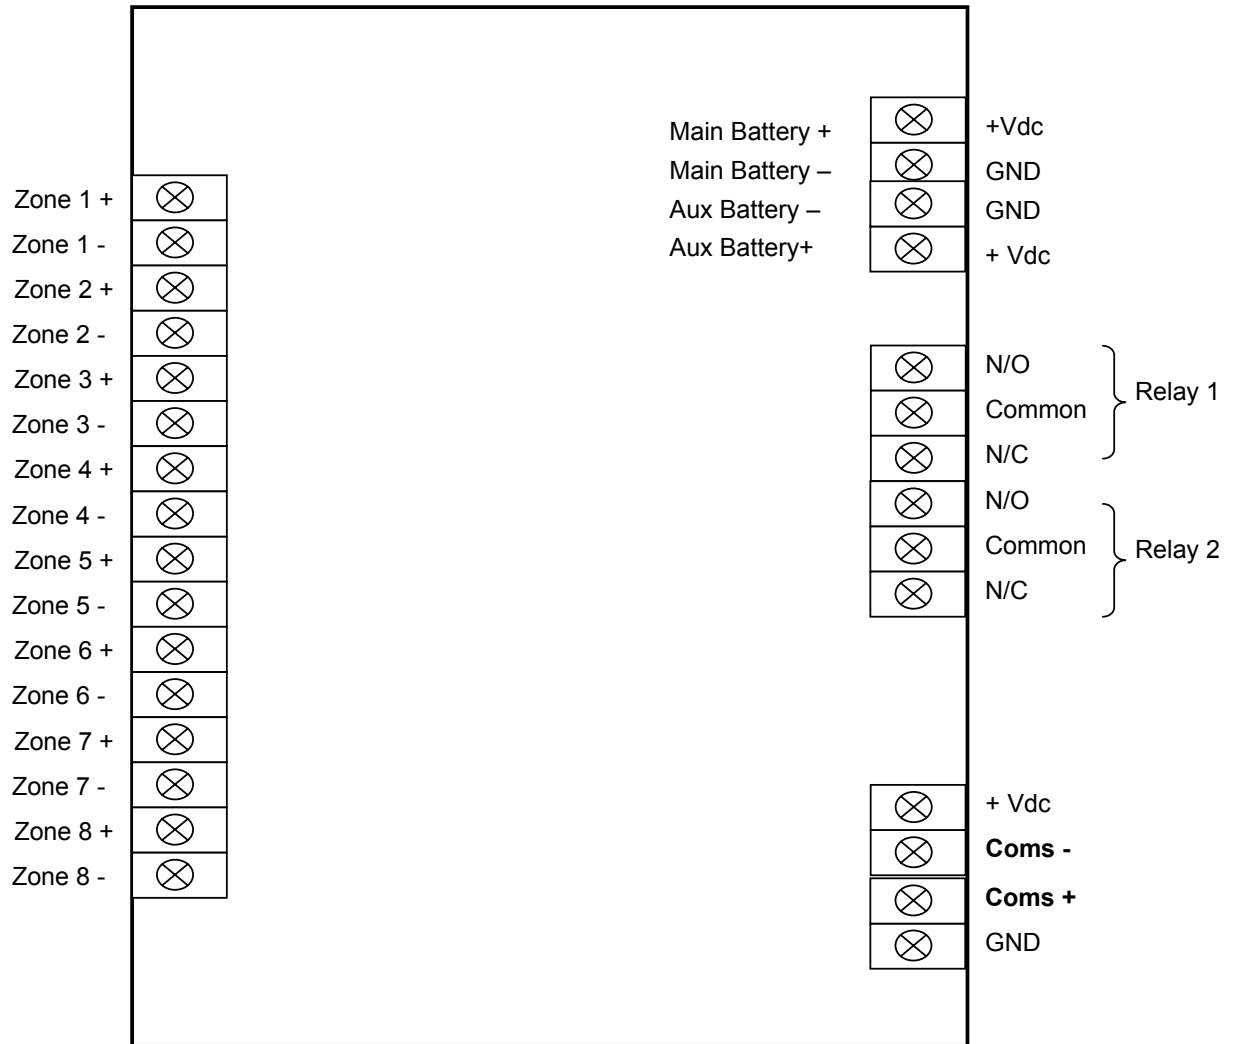 Zone 1 +
Zone 1 -
Zone 2 +
Zone 2 -
Zone 3 +
Zone 3 -
Zone 4 +
Zone 4 -
Zone 5 +
Zone 5 -
Zone 6 +
Zone 6 -
Zone 7 +
Zone 7 -
Zone 8 +
Zone 8 -
Main Battery +
Main Battery –
Aux Battery –
Aux Battery+
+Vdc
GND
GND
+ Vdc
N/O
Common
N/C
Relay 1
N/O
Common
N/C
Relay 2
+ Vdc
Coms -
Coms +
GND